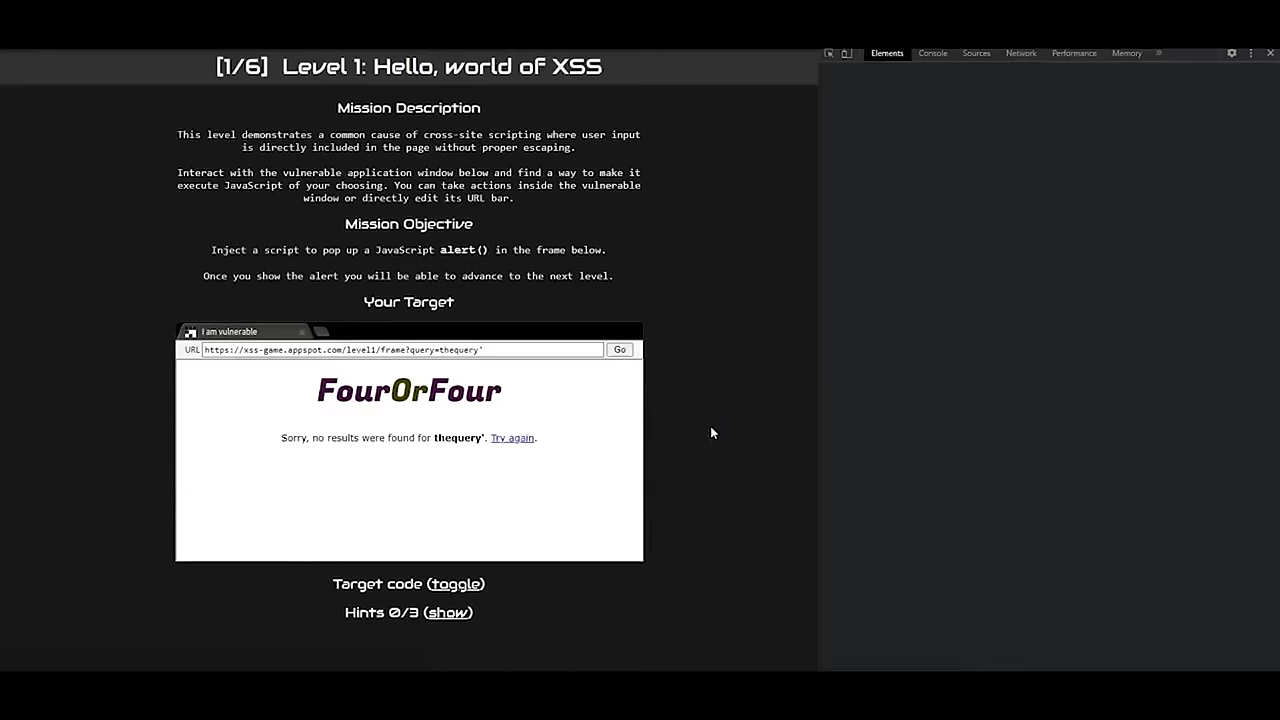 [1/6] Level 1: Hello, world of XSS
Elements Console Sources Network Performance Memory »
Mission Description
This level demonstrates a common cause of cross-site scripting where user input
is directly included in the page without proper escaping.
Interact with the vulnerable application window below and find a way to make it
execute JavaScript of your choosing. You can take actions inside the vulnerable
window or directly edit its URL bar.
Mission Objective
Inject a script to pop up a JavaScript alert() in the frame below.
Once you show the alert you will be able to advance to the next level.
Your Target
I am vulnerable
URL https://xss-game.appspot.com/level1/frame?query=thequery' Go
FourOrFour
Sorry, no results were found for thequery'. Try again.
Target code (toggle)
Hints 0/3 (show)